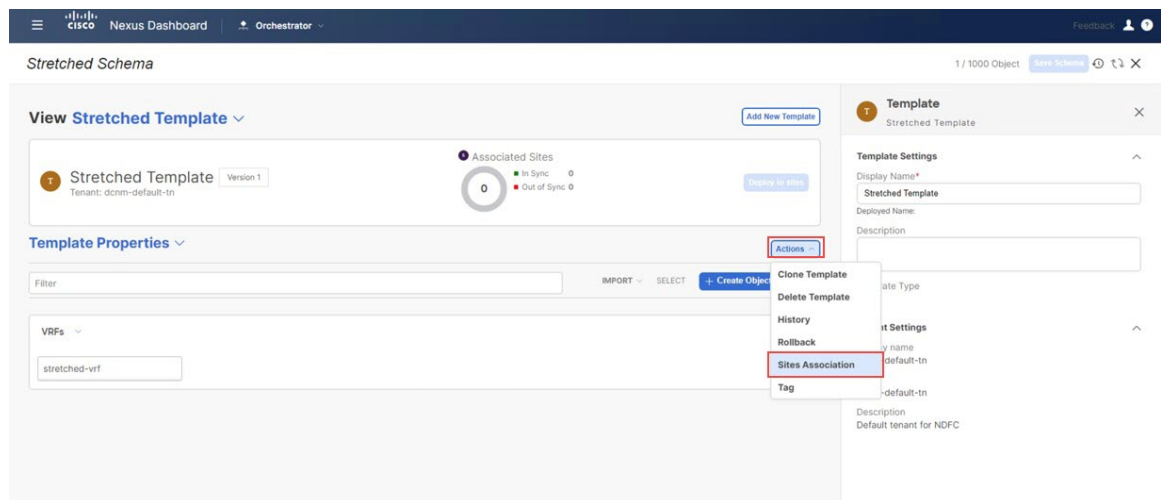 cisco Nexus Dashboard Orchestrator Feedback
Stretched Schema 1 / 1000 Object Save Schema
View Stretched Template Add New Template
T Stretched Template Version 1
Tenant: dcnm-default-tn
Associated Sites
0
In Sync 0
Out of Sync 0
Deploy to sites
Template Properties Actions
Filter IMPORT SELECT + Create Objec
Clone Template
Delete Template
History
Rollback
Sites Association
Tag
VRFs
stretched-vrf
T Template
Stretched Template
Template Settings
Display Name*
Stretched Template
Deployed Name:
Description
ate Type
t Settings
y name
default-tn
-default-tn
Description
Default tenant for NDFC